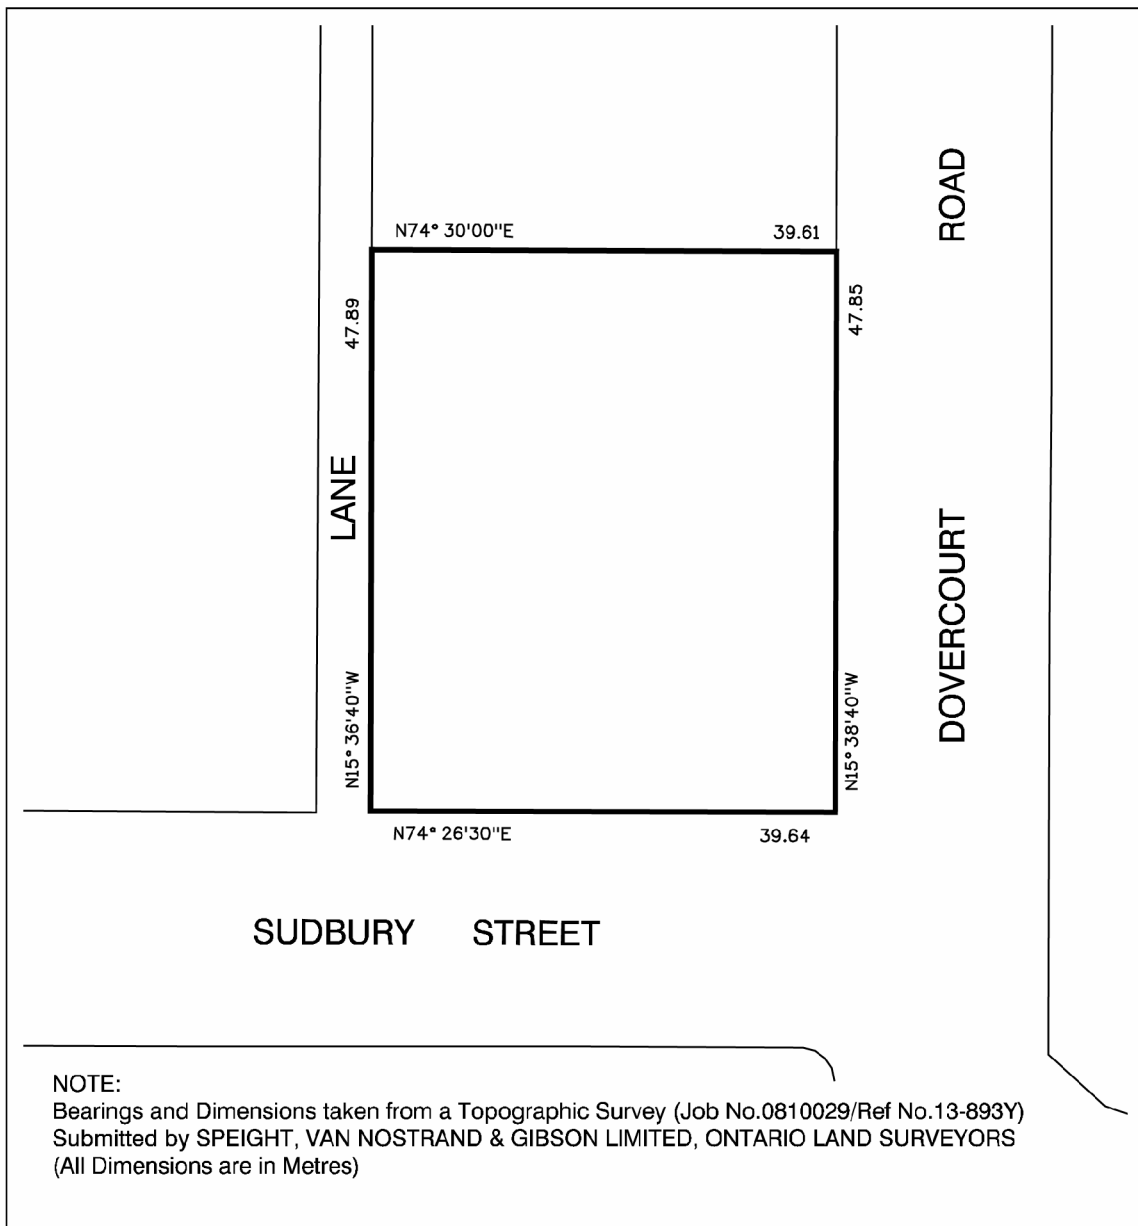 ROAD
N74° 30'00"E 39.61
47.89
47.85
LANE
DOVERCOURT
N15° 36'40"W
N15° 38'40"W
N74° 26'30"E 39.64
SUDBURY STREET
NOTE:
Bearings and Dimensions taken from a Topographic Survey (Job No.0810029/Ref No.13-893Y)
Submitted by SPEIGHT, VAN NOSTRAND & GIBSON LIMITED, ONTARIO LAND SURVEYORS
(All Dimensions are in Metres)